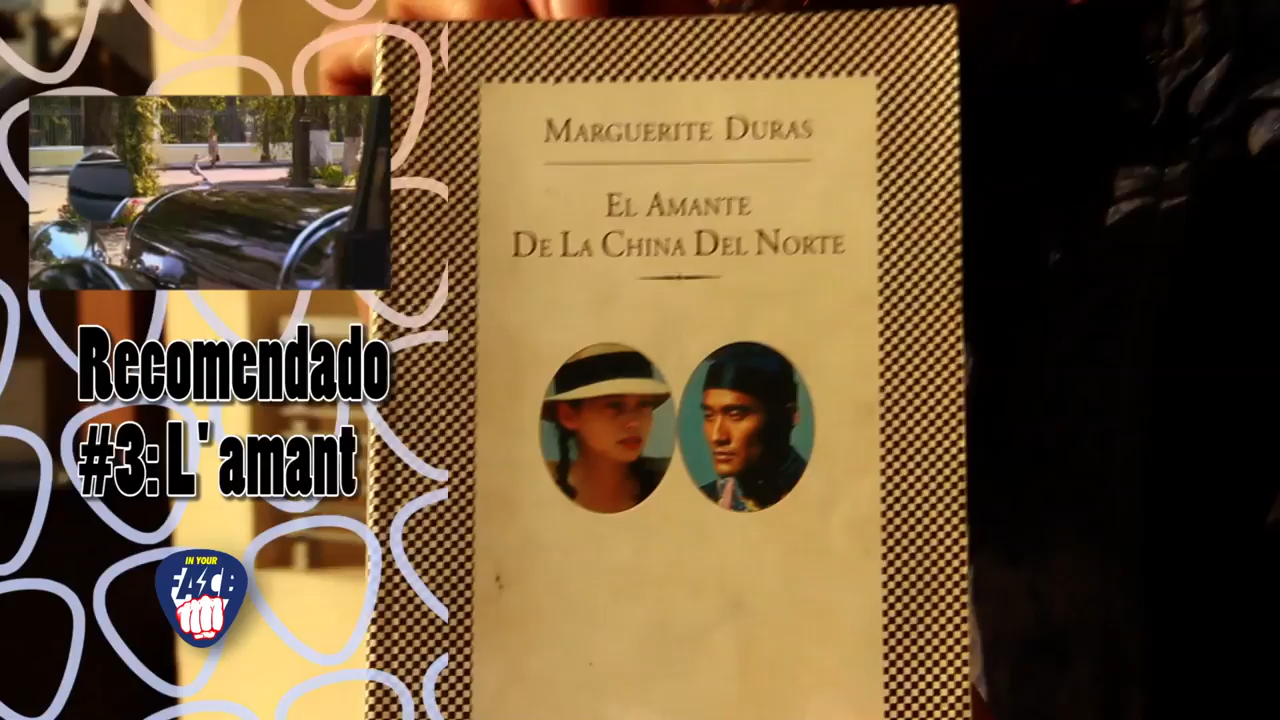 MARGUERITE DURAS
EL AMANTE
DE LA CHINA DEL NORTE
Recomendado
#3: L'amant
IN YOUR
FACE